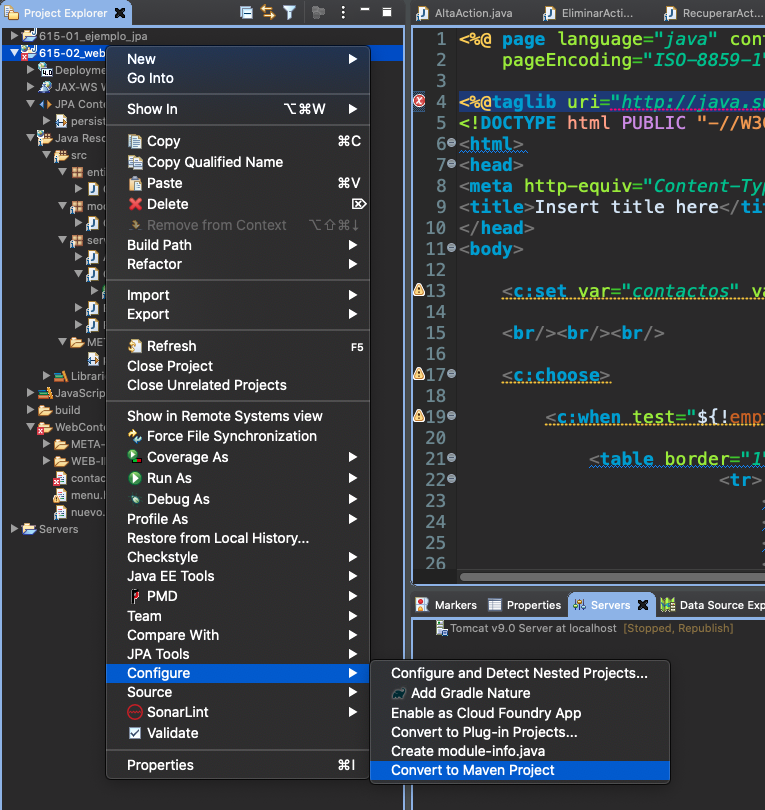 Project Explorer
615-01_ejemplo_jpa
615-02_web
Deployme
JAX-WS W
JPA Conte
persist
Java Reso
src
enti
mod
serv
MET
Librarie
JavaScrip
build
WebConte
META-
WEB-I
contac
menu.l
nuevo.
Servers
New
Go Into
Show In ⌥⌘W
Copy ⌘C
Copy Qualified Name
Paste ⌘V
Delete ⌦
Remove from Context ⌥⇧⌘↓
Build Path
Refactor
Import
Export
Refresh F5
Close Project
Close Unrelated Projects
Show in Remote Systems view
Force File Synchronization
Coverage As
Run As
Debug As
Profile As
Restore from Local History...
Checkstyle
Java EE Tools
PMD
Team
Compare With
JPA Tools
Configure
Source
SonarLint
Validate
Properties ⌘I
Configure and Detect Nested Projects...
Add Gradle Nature
Enable as Cloud Foundry App
Convert to Plug-in Projects...
Create module-info.java
Convert to Maven Project
AltaAction.java EliminarActi... RecuperarAct...
1 <%@ page language="java" cont
2 pageEncoding="ISO-8859-1"
3
4 <%@taglib uri="http://java.su
5 <!DOCTYPE html PUBLIC "-//W3C
6 <html>
7 <head>
8 <meta http-equiv="Content-Typ
9 <title>Insert title here</tit
10 </head>
11 <body>
12
13 <c:set var="contactos" va
14
15 <br/><br/><br/>
16
17 <c:choose>
18
19 <c:when test="${!empt
20
21 <table border="1"
22 <tr>
23
24
25
26
Markers Properties Servers Data Source Exp
Tomcat v9.0 Server at localhost [Stopped, Republish]